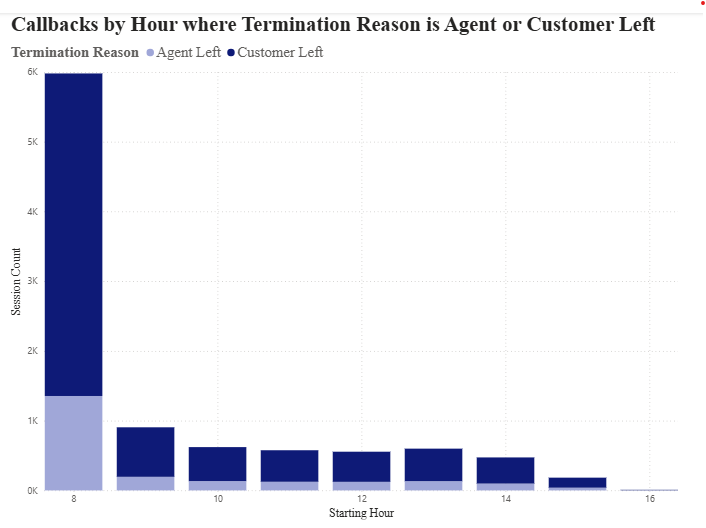 Callbacks by Hour where Termination Reason is Agent or Customer Left
Termination Reason Agent Left Customer Left
6K
5K
4K
3K
2K
1K
0K
Session Count
8 10 12 14 16
Starting Hour